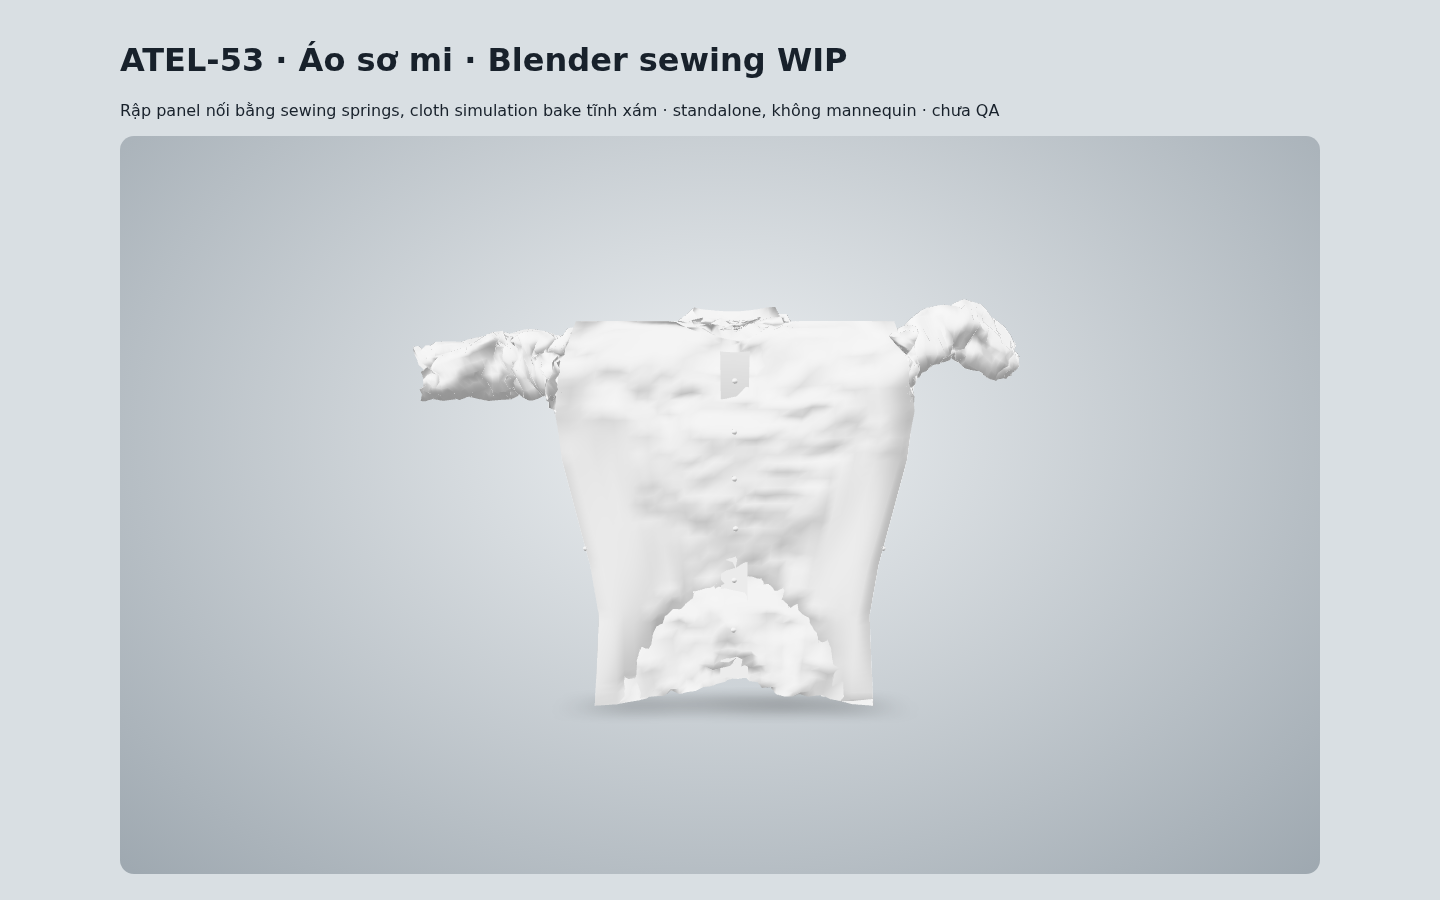 ATEL-53 · Áo sơ mi · Blender sewing WIP
Rập panel nối bằng sewing springs, cloth simulation bake tĩn xám · standalone, không mannequin · chưa QA